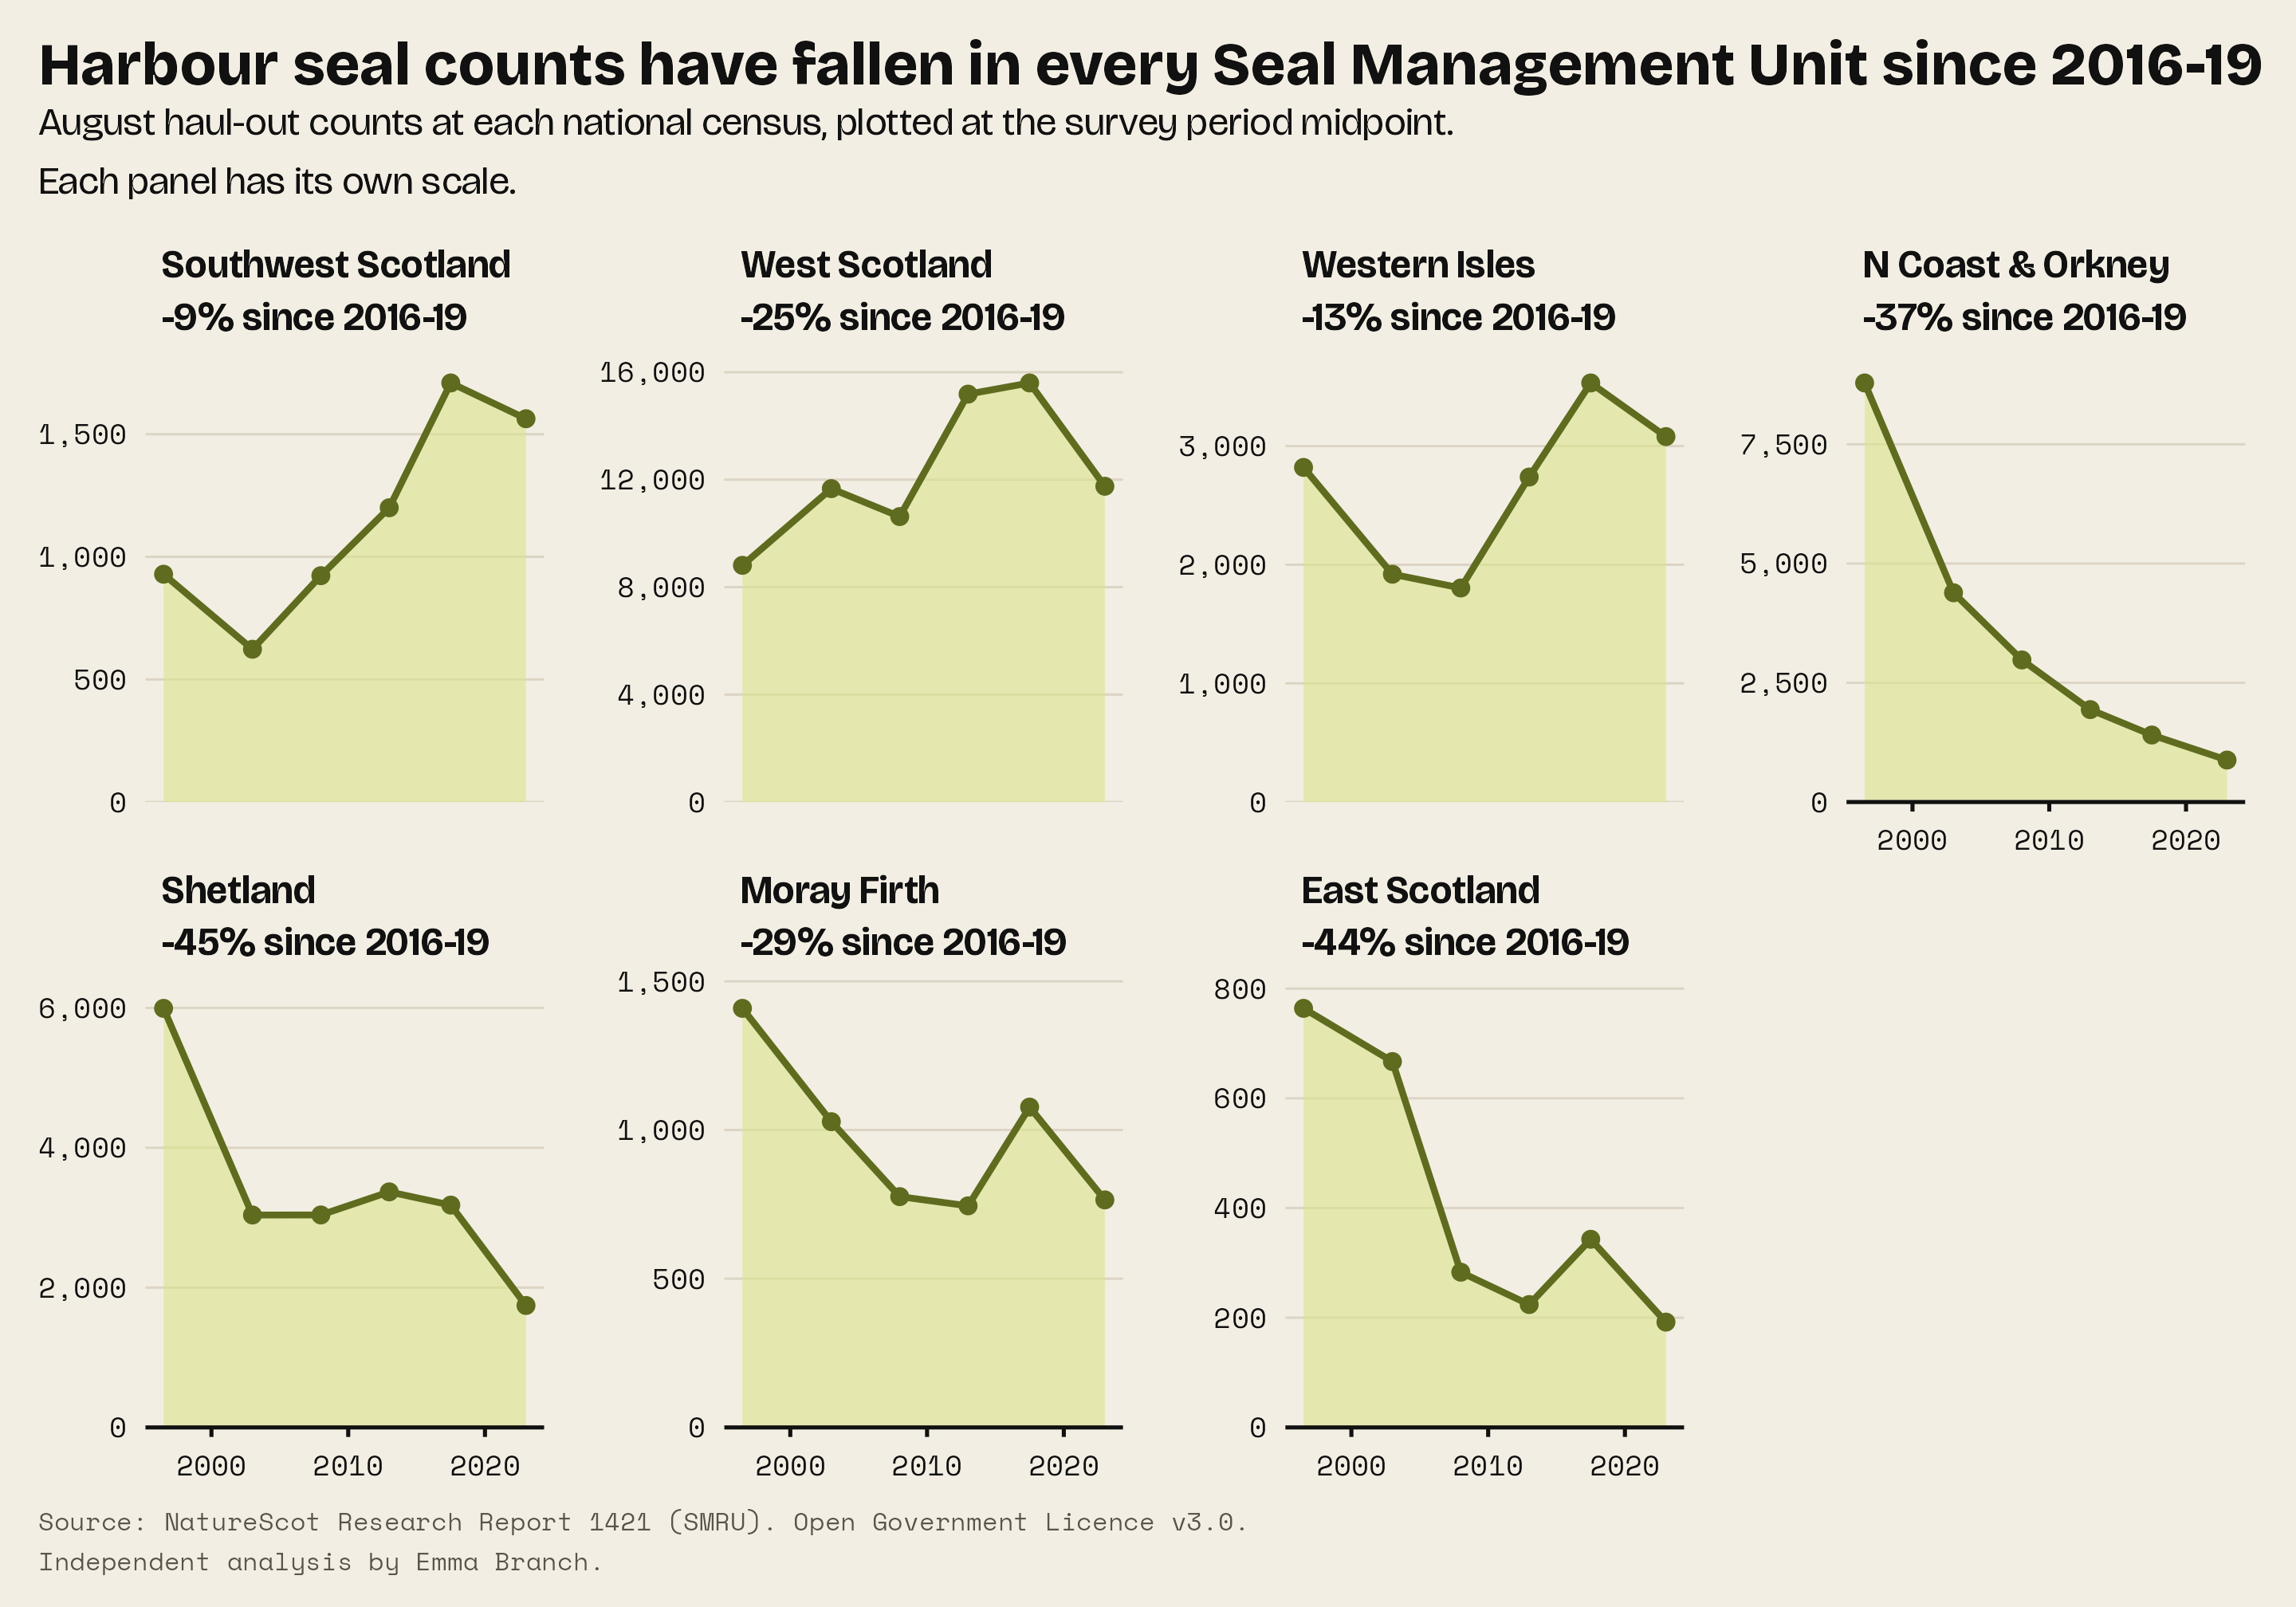 Harbour seal counts have fallen in every Seal Management Unit since 2016-19
August haul-out counts at each national census, plotted at the survey period midpoint.
Each panel has its own scale.
Southwest Scotland
-9% since 2016-19
1,500
1,000
500
0
West Scotland
-25% since 2016-19
16,000
12,000
8,000
4,000
0
Western Isles
-13% since 2016-19
3,000
2,000
1,000
0
N Coast & Orkney
-37% since 2016-19
7,500
5,000
2,500
0
2000 2010 2020
Shetland
-45% since 2016-19
6,000
4,000
2,000
0
2000 2010 2020
Moray Firth
-29% since 2016-19
1,500
1,000
500
0
2000 2010 2020
East Scotland
-44% since 2016-19
800
600
400
200
0
2000 2010 2020
Source: NatureScot Research Report 1421 (SMRU). Open Government Licence v3.0.
Independent analysis by Emma Branch.